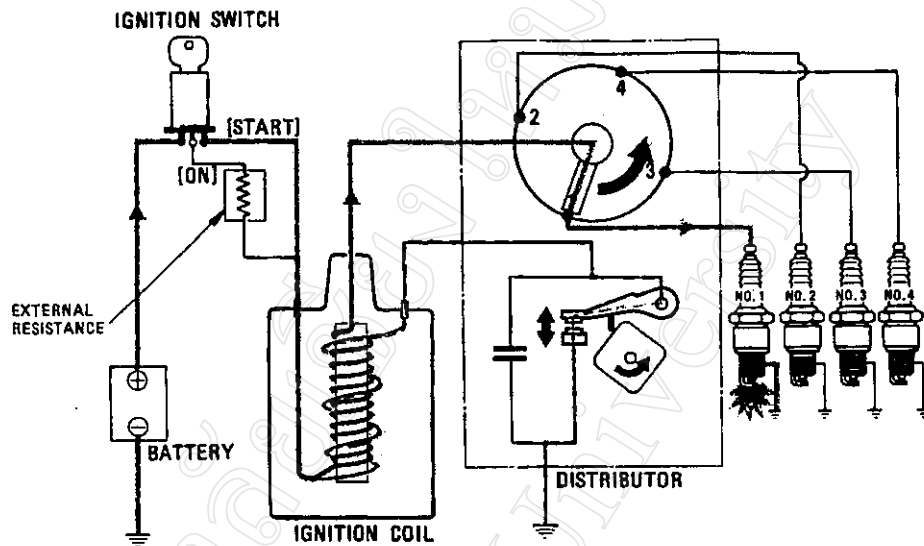 IGNITION SWITCH
[START]
[ON]
EXTERNAL
RESISTANCE
BATTERY
IGNITION COIL
2
4
3
DISTRIBUTOR
NO.1
NO.2
NO.3
NO.4
University